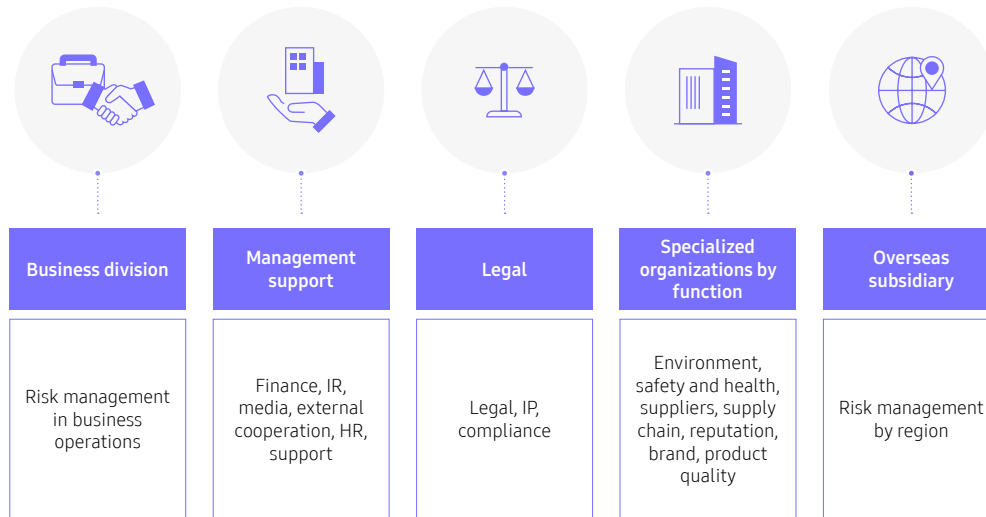 Business division
Management
support
Legal
Specialized
organizations by
function
Overseas
subsidiary
Risk management
in business
operations
Finance, IR,
media, external
cooperation, HR,
support
Legal, IP,
compliance
Environment,
safety and health,
suppliers, supply
chain, reputation,
brand, product
quality
Risk management
by region